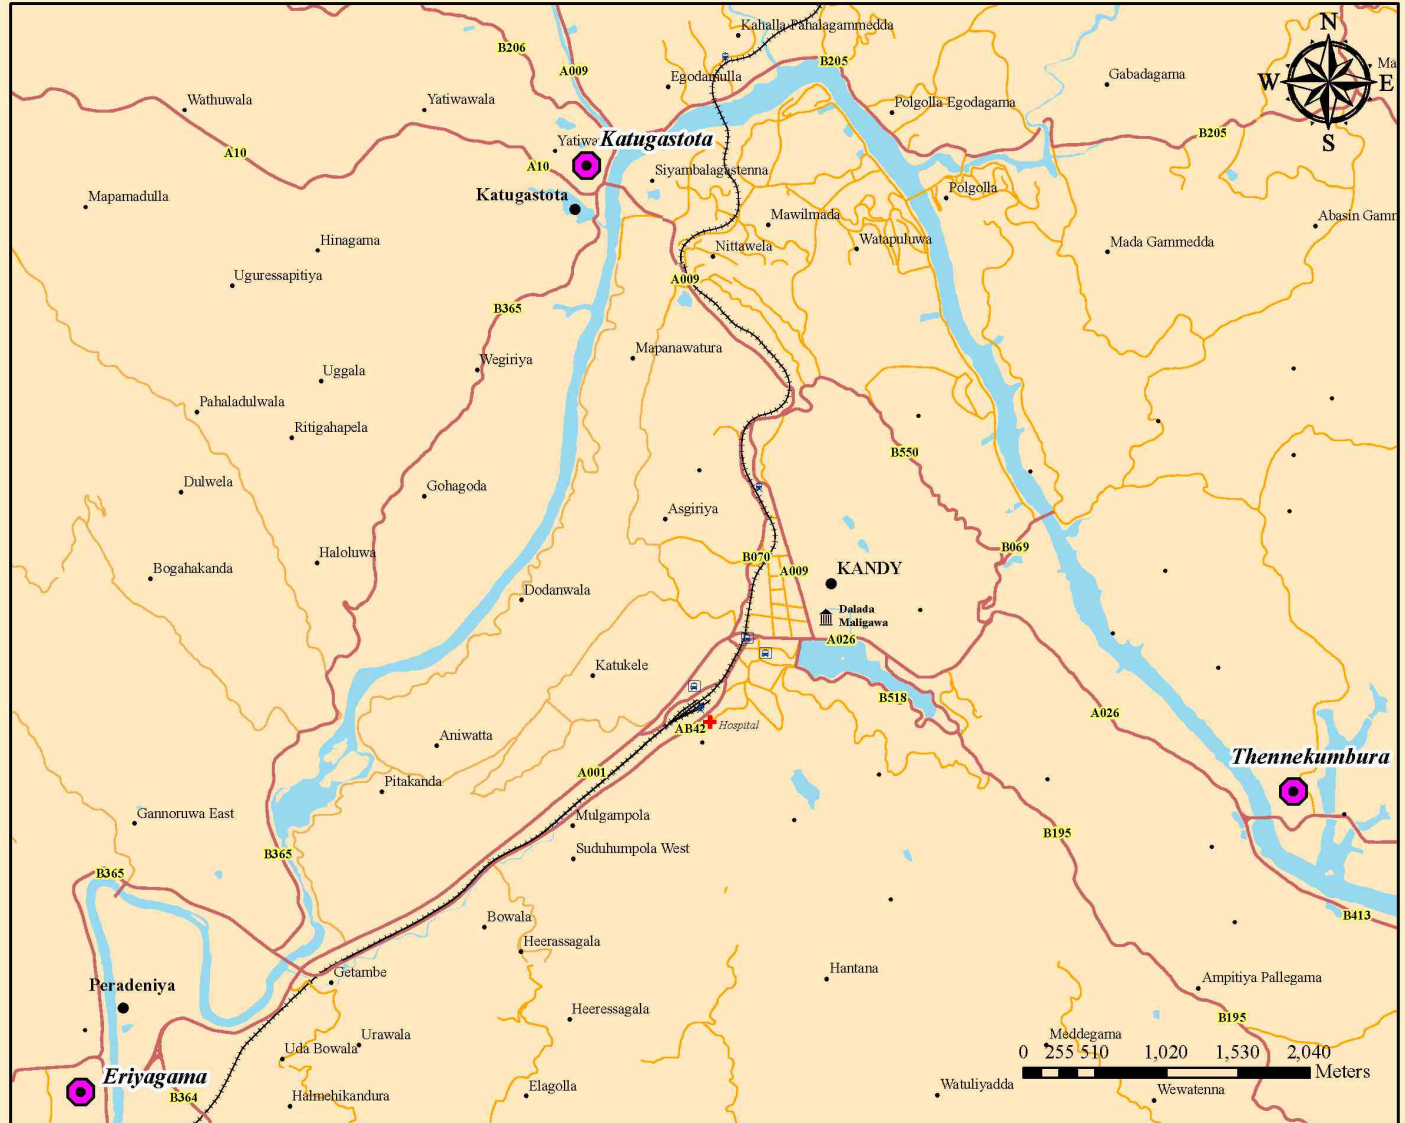 Kahalla Pahalagammedda
N
B206
A009
B205
Ma
Egodamulla
Gabadagama
W
E
Wathuwala
Yatiwawala
Polgolla Egodagama
B205
Yatiwa
Katugastota
S
A10
A10
Siyambalagastenna
Mapamadulla
Katugastota
Polgolla
Mawilmada
Abasin Gamm
Hinagama
Nittawela
Watapuluwa
Mada Gammedda
Uguressapitiya
A009
B365
Mapanawatura
Wegiriya
Uggala
Pahaladulwala
Ritigahapela
B550
Dulwela
Gohagoda
Asgiriya
Haloluwa
B070
B069
Bogahakanda
A009
KANDY
Dodanwala
Dalada
Maligawa
A026
Katukele
B518
A026
Hospital
AB42
Aniwatta
Thennekumbura
A001
Pitakanda
Gannoruwa East
Mulgampola
B195
Suduhumpola West
B365
B365
Bowala
B413
Heerassagala
Getambe
Hantana
Ampitiya Pallegama
Peradeniya
Heeressagala
B195
Urawala
Meddegama
Uda Bowala
0 255 510 1,020 1,530 2,040
Meters
Eriyagama
Elagolla
Watuliyadda
Wewatenna
B364
Halmehikandura